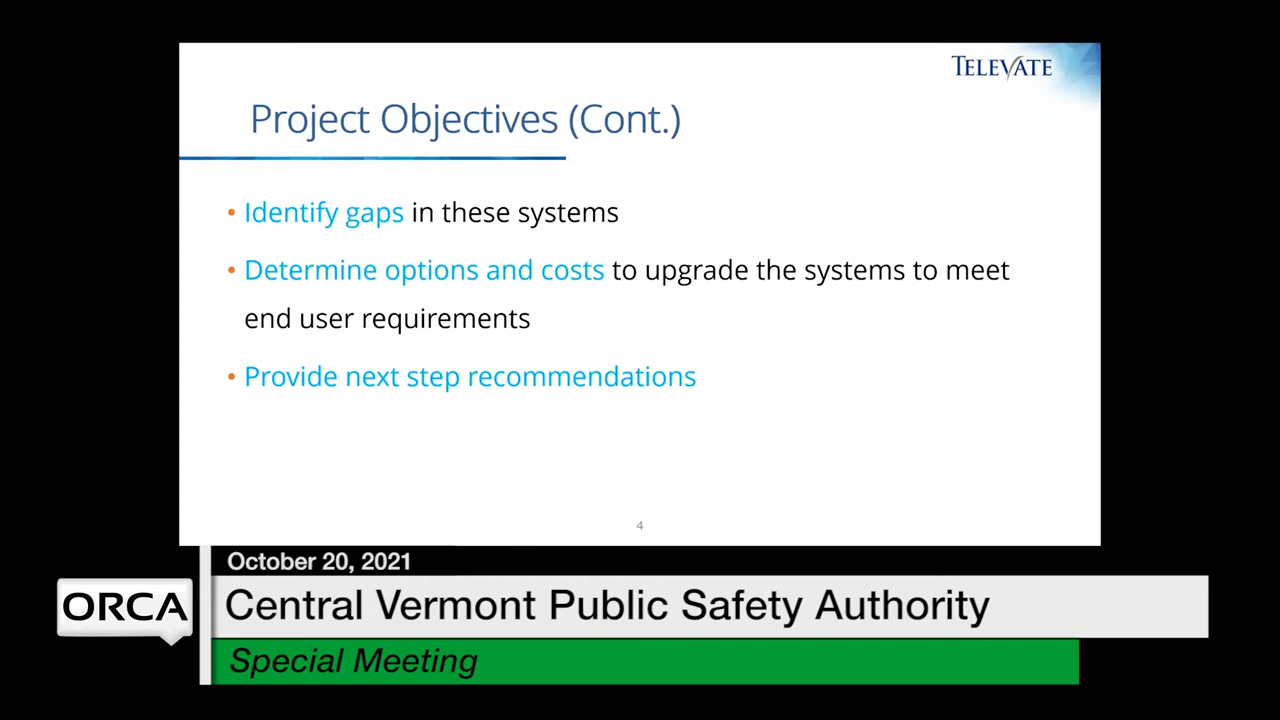 TELEVATE
Project Objectives (Cont.)
• Identify gaps in these systems
• Determine options and costs to upgrade the systems to meet
end user requirements
• Provide next step recommendations
4
October 20, 2021
ORCA
Central Vermont Public Safety Authority
Special Meeting